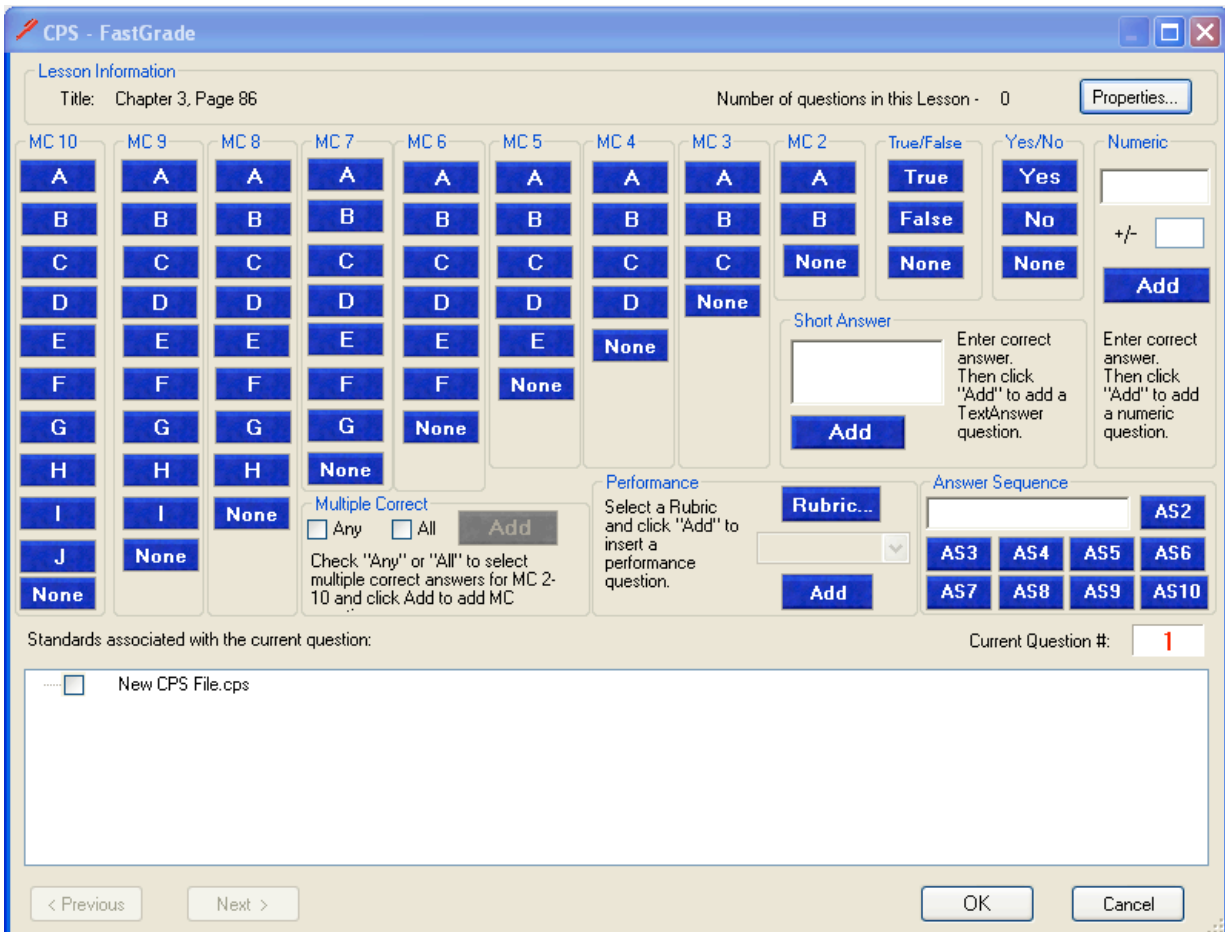 CPS - FastGrade
Lesson Information
Title: Chapter 3, Page 86
Number of questions in this Lesson - 0
Properties...
MC 10
A
B
C
D
E
F
G
H
I
J
None
MC 9
A
B
C
D
E
F
G
H
I
None
MC 8
A
B
C
D
E
F
G
H
None
MC 7
A
B
C
D
E
F
G
None
MC 6
A
B
C
D
E
F
None
MC 5
A
B
C
D
E
None
MC 4
A
B
C
D
None
MC 3
A
B
C
None
MC 2
A
B
None
True/False
True
False
None
Yes/No
Yes
No
None
Numeric
+/-
Add
Enter correct
answer.
Then click
"Add" to add
a numeric
question.
Short Answer
Add
Enter correct
answer.
Then click
"Add" to add a
TextAnswer
question.
Multiple Correct
Any
All
Add
Check "Any" or "All" to select
multiple correct answers for MC 2-
10 and click Add to add MC
Performance
Select a Rubric
and click "Add" to
insert a
performance
question.
Rubric...
Add
Answer Sequence
AS2
AS3 AS4 AS5 AS6
AS7 AS8 AS9 AS10
Standards associated with the current question:
Current Question #: 1
New CPS File.cps
< Previous
Next >
OK
Cancel